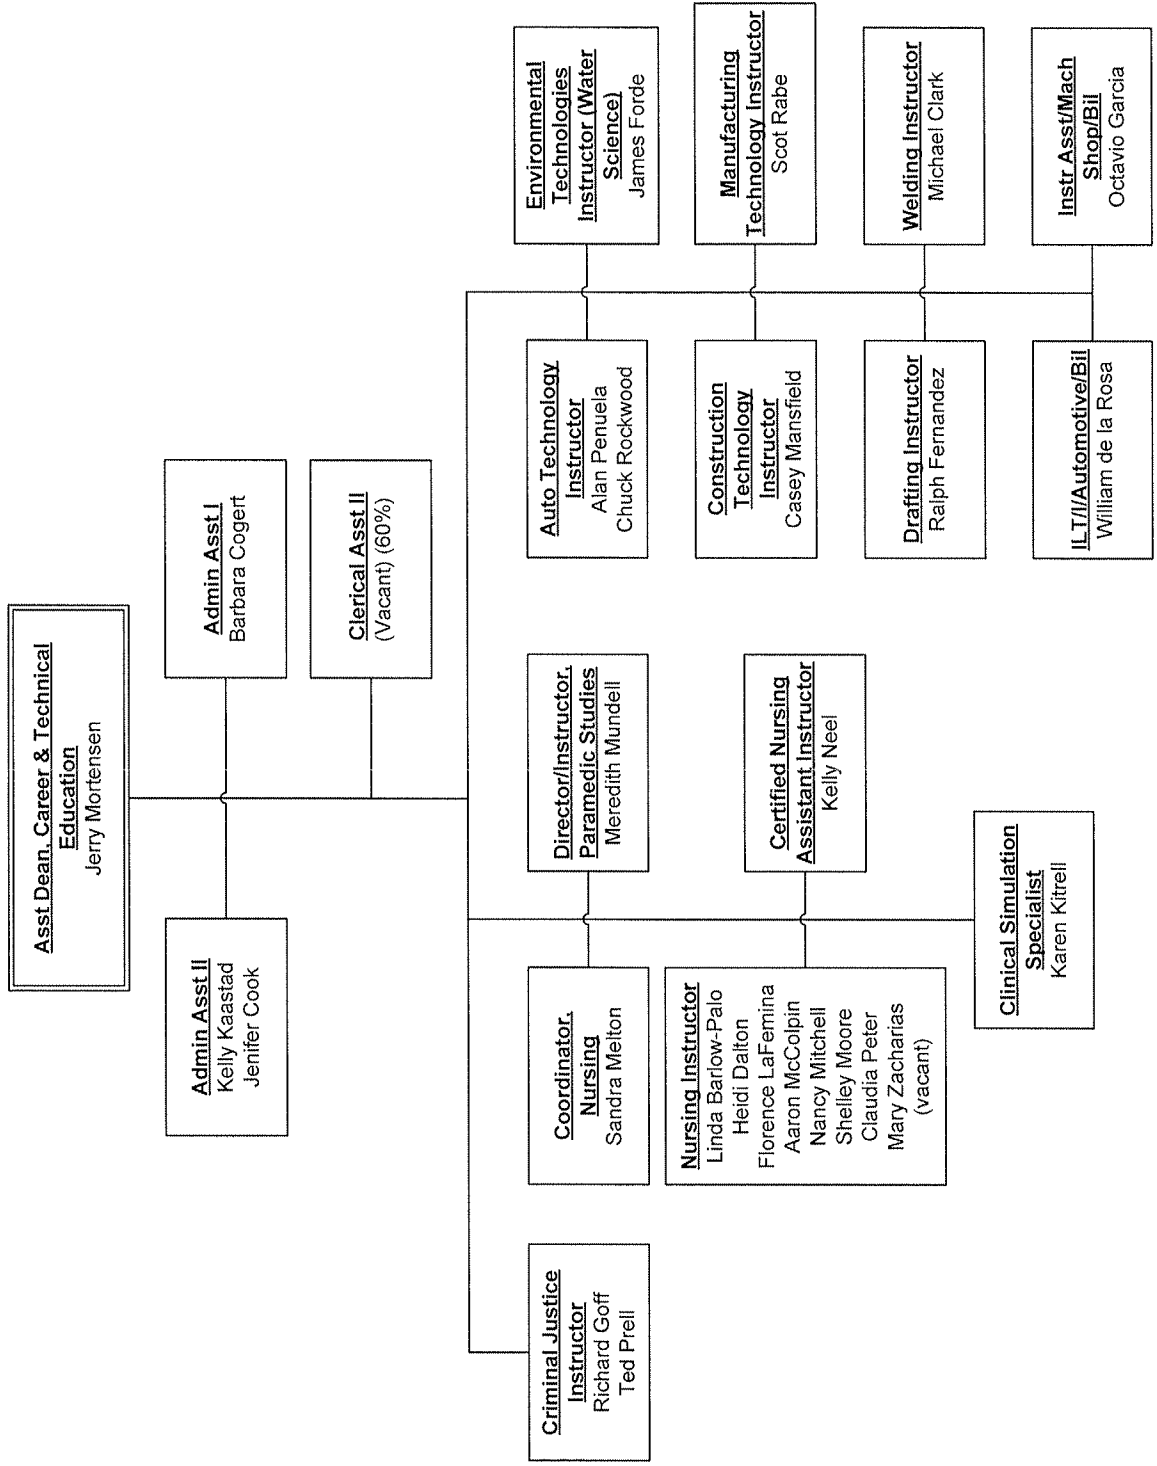 Asst Dean, Career & Technical
Education
Jerry Mortensen
Admin Asst II
Kelly Kaastad
Jenifer Cook
Admin Asst I
Barbara Cogert
Clerical Asst II
(Vacant) (60%)
Criminal Justice
Instructor
Richard Goff
Ted Prell
Coordinator,
Nursing
Sandra Melton
Director/Instructor,
Paramedic Studies
Meredith Mundell
Nursing Instructor
Linda Barlow-Palo
Heidi Dalton
Florence LaFemina
Aaron McColpin
Nancy Mitchell
Shelley Moore
Claudia Peter
Mary Zacharias
(vacant)
Certified Nursing
Assistant Instructor
Kelly Neel
Clinical Simulation
Specialist
Karen Kitrell
Auto Technology
Instructor
Alan Penuela
Chuck Rockwood
Environmental
Technologies
Instructor (Water
Science)
James Forde
Construction
Technology
Instructor
Casey Mansfield
Manufacturing
Technology Instructor
Scot Rabe
Drafting Instructor
Ralph Fernandez
Welding Instructor
Michael Clark
ILT/I/Automotive/Bil
William de la Rosa
Instr Asst/Mach
Shop/Bil
Octavio Garcia